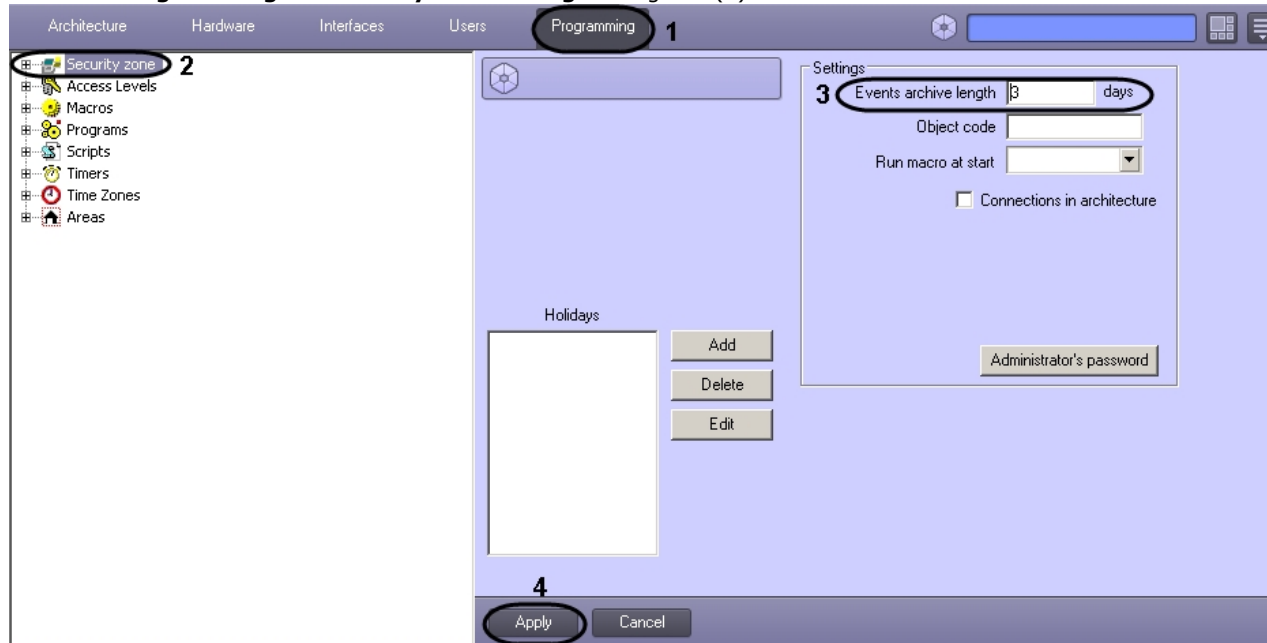 Architecture Hardware Interfaces Users Programming 1
Security zone 2
Access Levels
Macros
Programs
Scripts
Timers
Time Zones
Areas
Settings
3 Events archive length 3 days
Object code
Run macro at start
Connections in architecture
Administrator's password
Holidays
Add
Delete
Edit
4
Apply Cancel